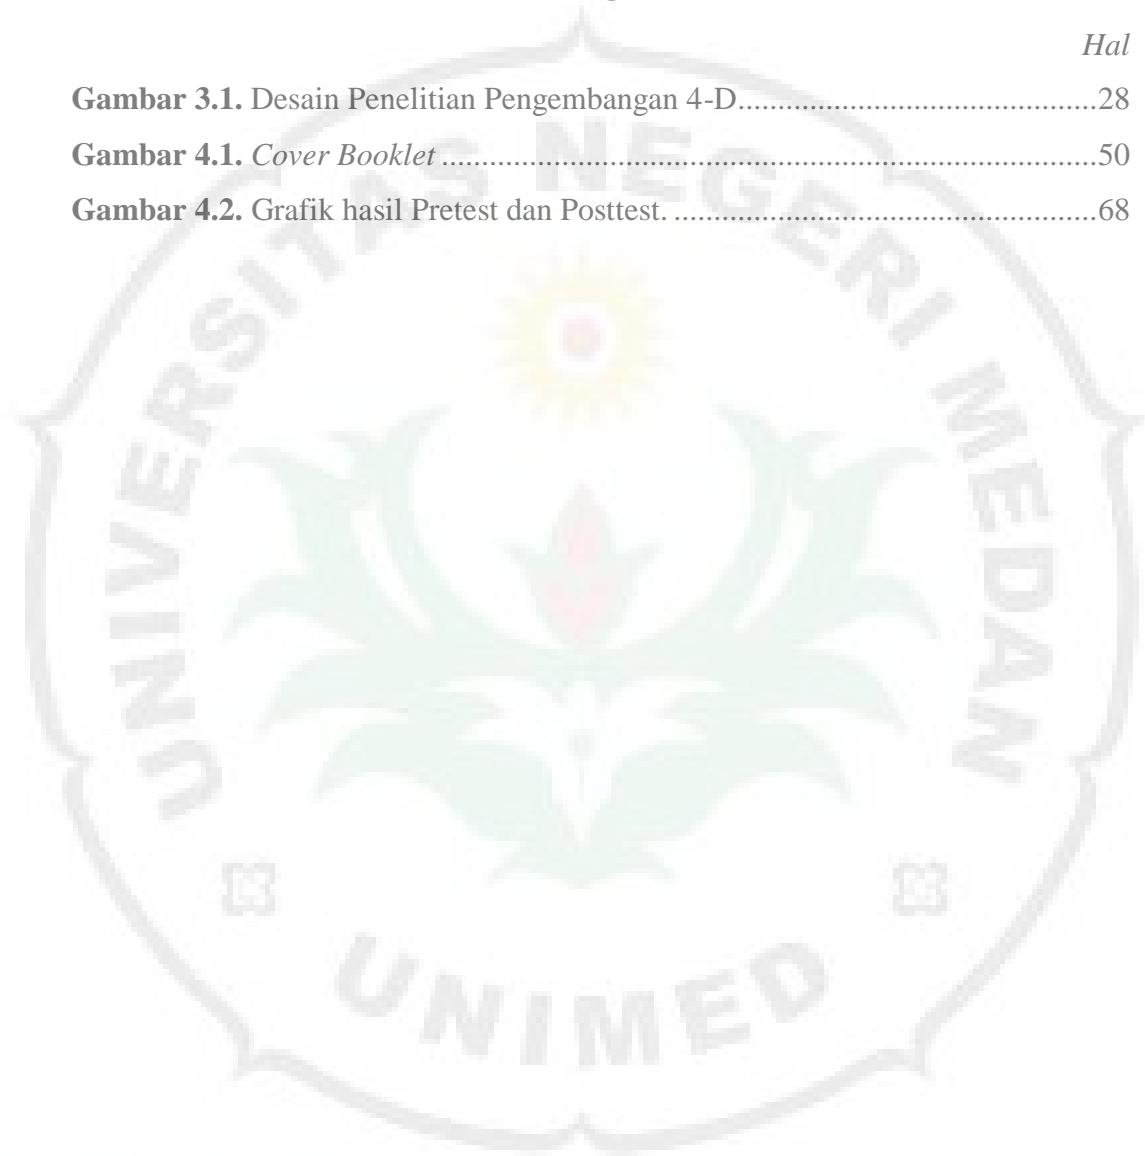 Hal
Gambar 3.1. Desain Penelitian Pengembangan 4-D.............................................28
Gambar 4.1. Cover Booklet ..................................................................................50
Gambar 4.2. Grafik hasil Pretest dan Posttest. .....................................................68
UNIVERSITAS NEGERI MEDAN
UNIMED